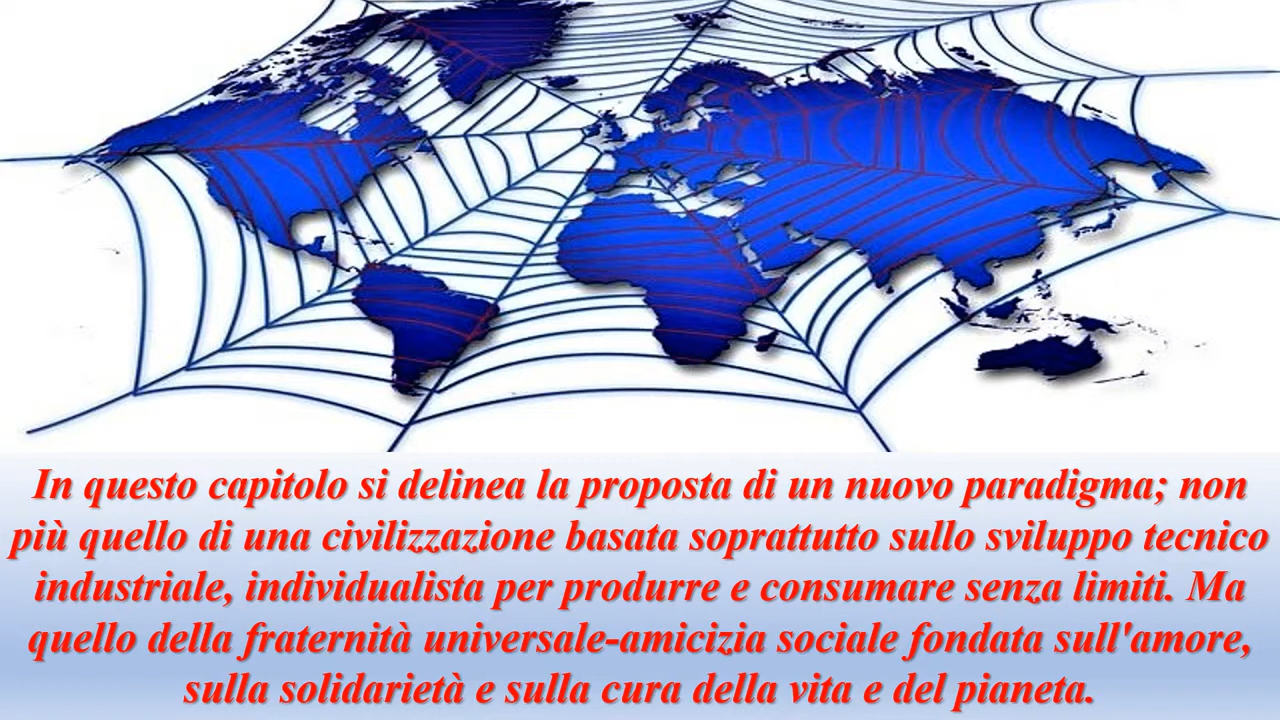 In questo capitolo si delinea la proposta di un nuovo paradigma; non
più quello di una civilizzazione basata soprattutto sullo sviluppo tecnico
industriale, individualista per produrre e consumare senza limiti. Ma
quello della fraternità universale-amicizia sociale fondata sull'amore,
sulla solidarietà e sulla cura della vita e del pianeta.